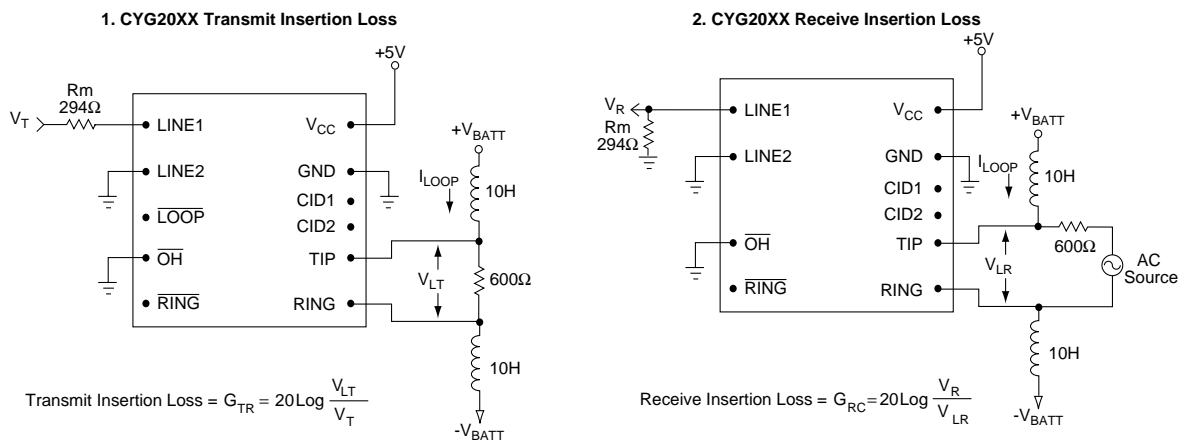 1. CYG20XX Transmit Insertion Loss
+5V
Rm
294Ω
V_T
LINE1
V_CC
+V_BATT
LINE2
GND
I_LOOP
10H
CID1
LOOP
CID2
OH
TIP
V_LT
600Ω
RING
RING
10H
Transmit Insertion Loss = G_TR = 20Log V_LT / V_T
-V_BATT
2. CYG20XX Receive Insertion Loss
+5V
V_R
LINE1
V_CC
Rm
294Ω
+V_BATT
LINE2
GND
I_LOOP
10H
CID1
CID2
OH
TIP
600Ω
V_LR
AC
Source
RING
RING
10H
Receive Insertion Loss = G_RC = 20Log V_R / V_LR
-V_BATT